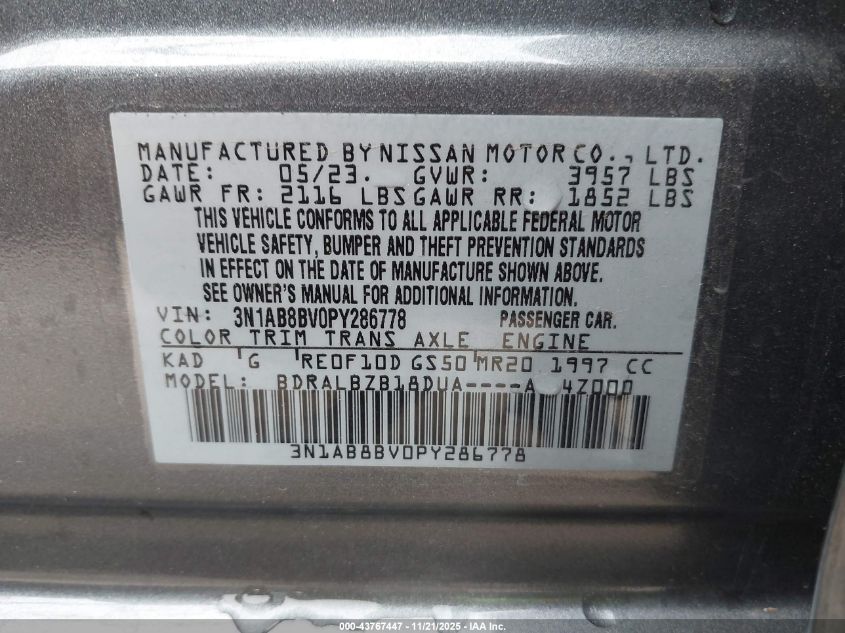 MANUFACTURED BY NISSAN MOTOR CO., LTD.
DATE: 05/23. GVWR: 3957 LBS
GAWR FR: 2116 LBS GAWR RR: 1852 LBS
THIS VEHICLE CONFORMS TO ALL APPLICABLE FEDERAL MOTOR
VEHICLE SAFETY, BUMPER AND THEFT PREVENTION STANDARDS
IN EFFECT ON THE DATE OF MANUFACTURE SHOWN ABOVE.
SEE OWNER'S MANUAL FOR ADDITIONAL INFORMATION.
VIN: 3N1AB8BV0PY286778 PASSENGER CAR.
COLOR TRIM TRANS AXLE ENGINE
KAD G RE0F10D GS50 MR20 1997 CC
MODEL: BDRALBZB18DUA----A 4Z000
3N1AB8BV0PY286778
000-43767447 — 11/21/2025 — IAA Inc.